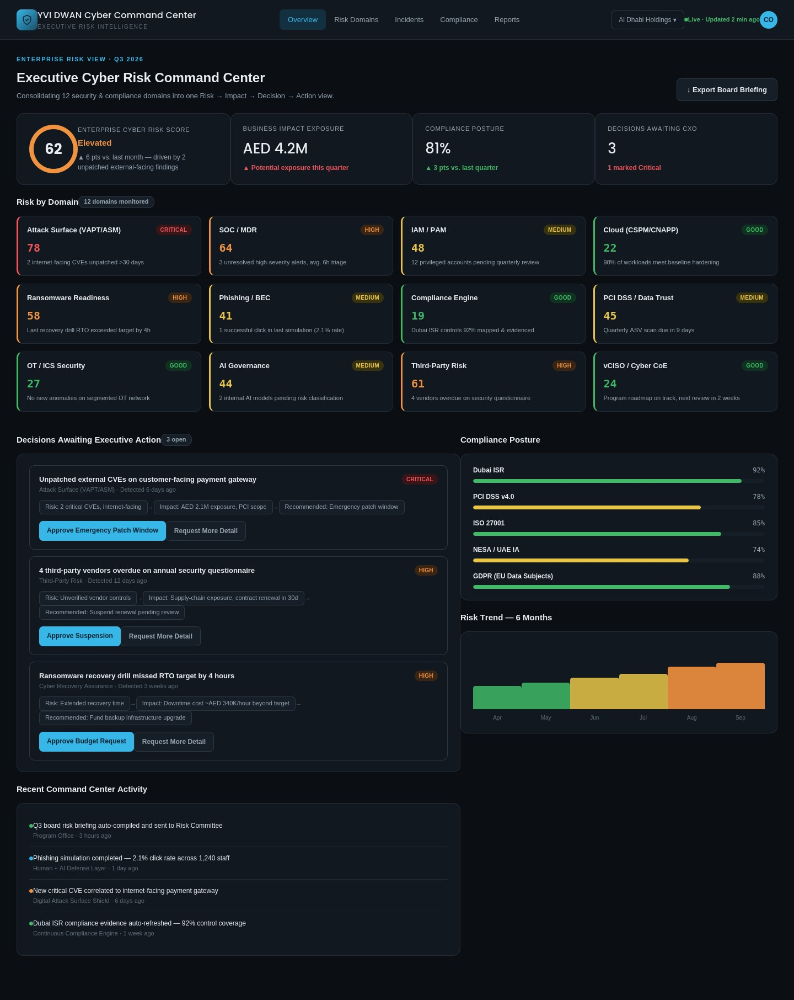 YVI DWAN Cyber Command Center
EXECUTIVE RISK INTELLIGENCE
Overview
Risk Domains
Incidents
Compliance
Reports
Al Dhabi Holdings ▾
Live · Updated 2 min ago
CO
ENTERPRISE RISK VIEW · Q3 2026
Executive Cyber Risk Command Center
Consolidating 12 security & compliance domains into one Risk → Impact → Decision → Action view.
↓ Export Board Briefing
62
ENTERPRISE CYBER RISK SCORE
Elevated
▲ 6 pts vs. last month — driven by 2
unpatched external-facing findings
BUSINESS IMPACT EXPOSURE
AED 4.2M
▲ Potential exposure this quarter
COMPLIANCE POSTURE
81%
▲ 3 pts vs. last quarter
DECISIONS AWAITING CXO
3
1 marked Critical
Risk by Domain
12 domains monitored
Attack Surface (VAPT/ASM)
CRITICAL
78
2 internet-facing CVEs unpatched >30 days
SOC / MDR
HIGH
64
3 unresolved high-severity alerts, avg. 6h triage
IAM / PAM
MEDIUM
48
12 privileged accounts pending quarterly review
Cloud (CSPM/CNAPP)
GOOD
22
98% of workloads meet baseline hardening
Ransomware Readiness
HIGH
58
Last recovery drill RTO exceeded target by 4h
Phishing / BEC
MEDIUM
41
1 successful click in last simulation (2.1% rate)
Compliance Engine
GOOD
19
Dubai ISR controls 92% mapped & evidenced
PCI DSS / Data Trust
MEDIUM
45
Quarterly ASV scan due in 9 days
OT / ICS Security
GOOD
27
No new anomalies on segmented OT network
AI Governance
MEDIUM
44
2 internal AI models pending risk classification
Third-Party Risk
HIGH
61
4 vendors overdue on security questionnaire
vCISO / Cyber CoE
GOOD
24
Program roadmap on track, next review in 2 weeks
Decisions Awaiting Executive Action
3 open
Unpatched external CVEs on customer-facing payment gateway
CRITICAL
Attack Surface (VAPT/ASM) · Detected 6 days ago
Risk: 2 critical CVEs, internet-facing → Impact: AED 2.1M exposure, PCI scope → Recommended: Emergency patch window
Approve Emergency Patch Window
Request More Detail
4 third-party vendors overdue on annual security questionnaire
HIGH
Third-Party Risk · Detected 12 days ago
Risk: Unverified vendor controls → Impact: Supply-chain exposure, contract renewal in 30d →
Recommended: Suspend renewal pending review
Approve Suspension
Request More Detail
Ransomware recovery drill missed RTO target by 4 hours
HIGH
Cyber Recovery Assurance · Detected 3 weeks ago
Risk: Extended recovery time → Impact: Downtime cost ~AED 340K/hour beyond target →
Recommended: Fund backup infrastructure upgrade
Approve Budget Request
Request More Detail
Compliance Posture
Dubai ISR 92%
PCI DSS v4.0 78%
ISO 27001 85%
NESA / UAE IA 74%
GDPR (EU Data Subjects) 88%
Risk Trend — 6 Months
Apr May Jun Jul Aug Sep
Recent Command Center Activity
Q3 board risk briefing auto-compiled and sent to Risk Committee
Program Office · 3 hours ago
Phishing simulation completed — 2.1% click rate across 1,240 staff
Human + AI Defense Layer · 1 day ago
New critical CVE correlated to internet-facing payment gateway
Digital Attack Surface Shield · 6 days ago
Dubai ISR compliance evidence auto-refreshed — 92% control coverage
Continuous Compliance Engine · 1 week ago